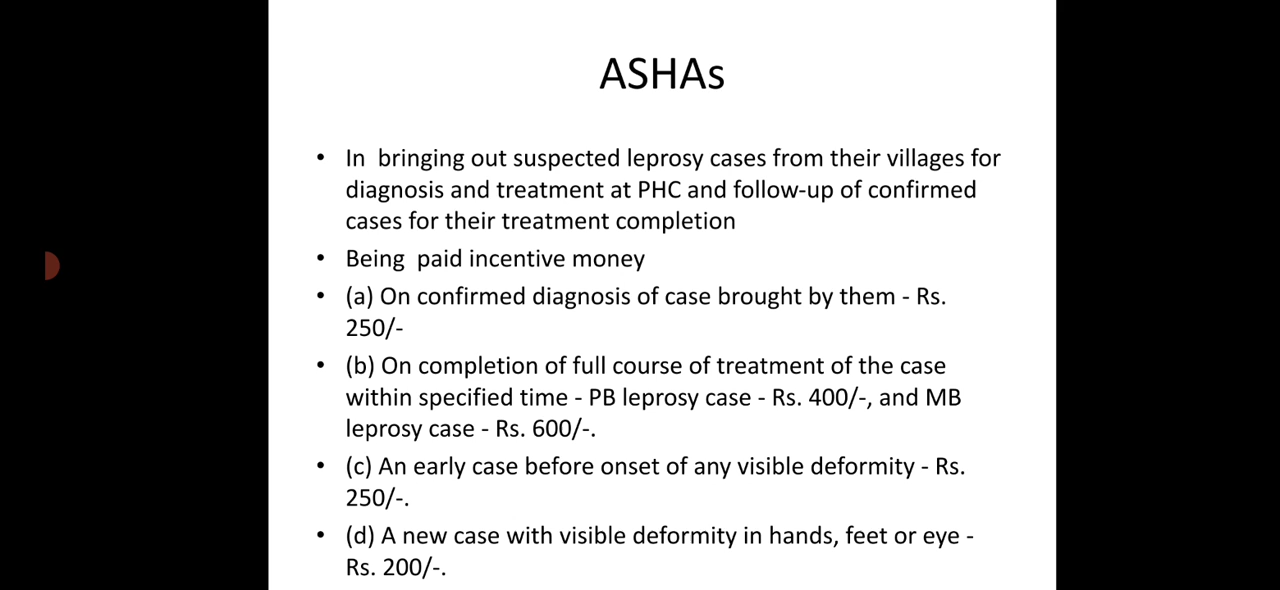 ASHAs
• In  bringing out suspected leprosy cases from their villages for
diagnosis and treatment at PHC and follow-up of confirmed
cases for their treatment completion
• Being  paid incentive money
• (a) On confirmed diagnosis of case brought by them - Rs.
250/-
• (b) On completion of full course of treatment of the case
within specified time - PB leprosy case - Rs. 400/-, and MB
leprosy case - Rs. 600/-.
• (c) An early case before onset of any visible deformity - Rs.
250/-.
• (d) A new case with visible deformity in hands, feet or eye -
Rs. 200/-.